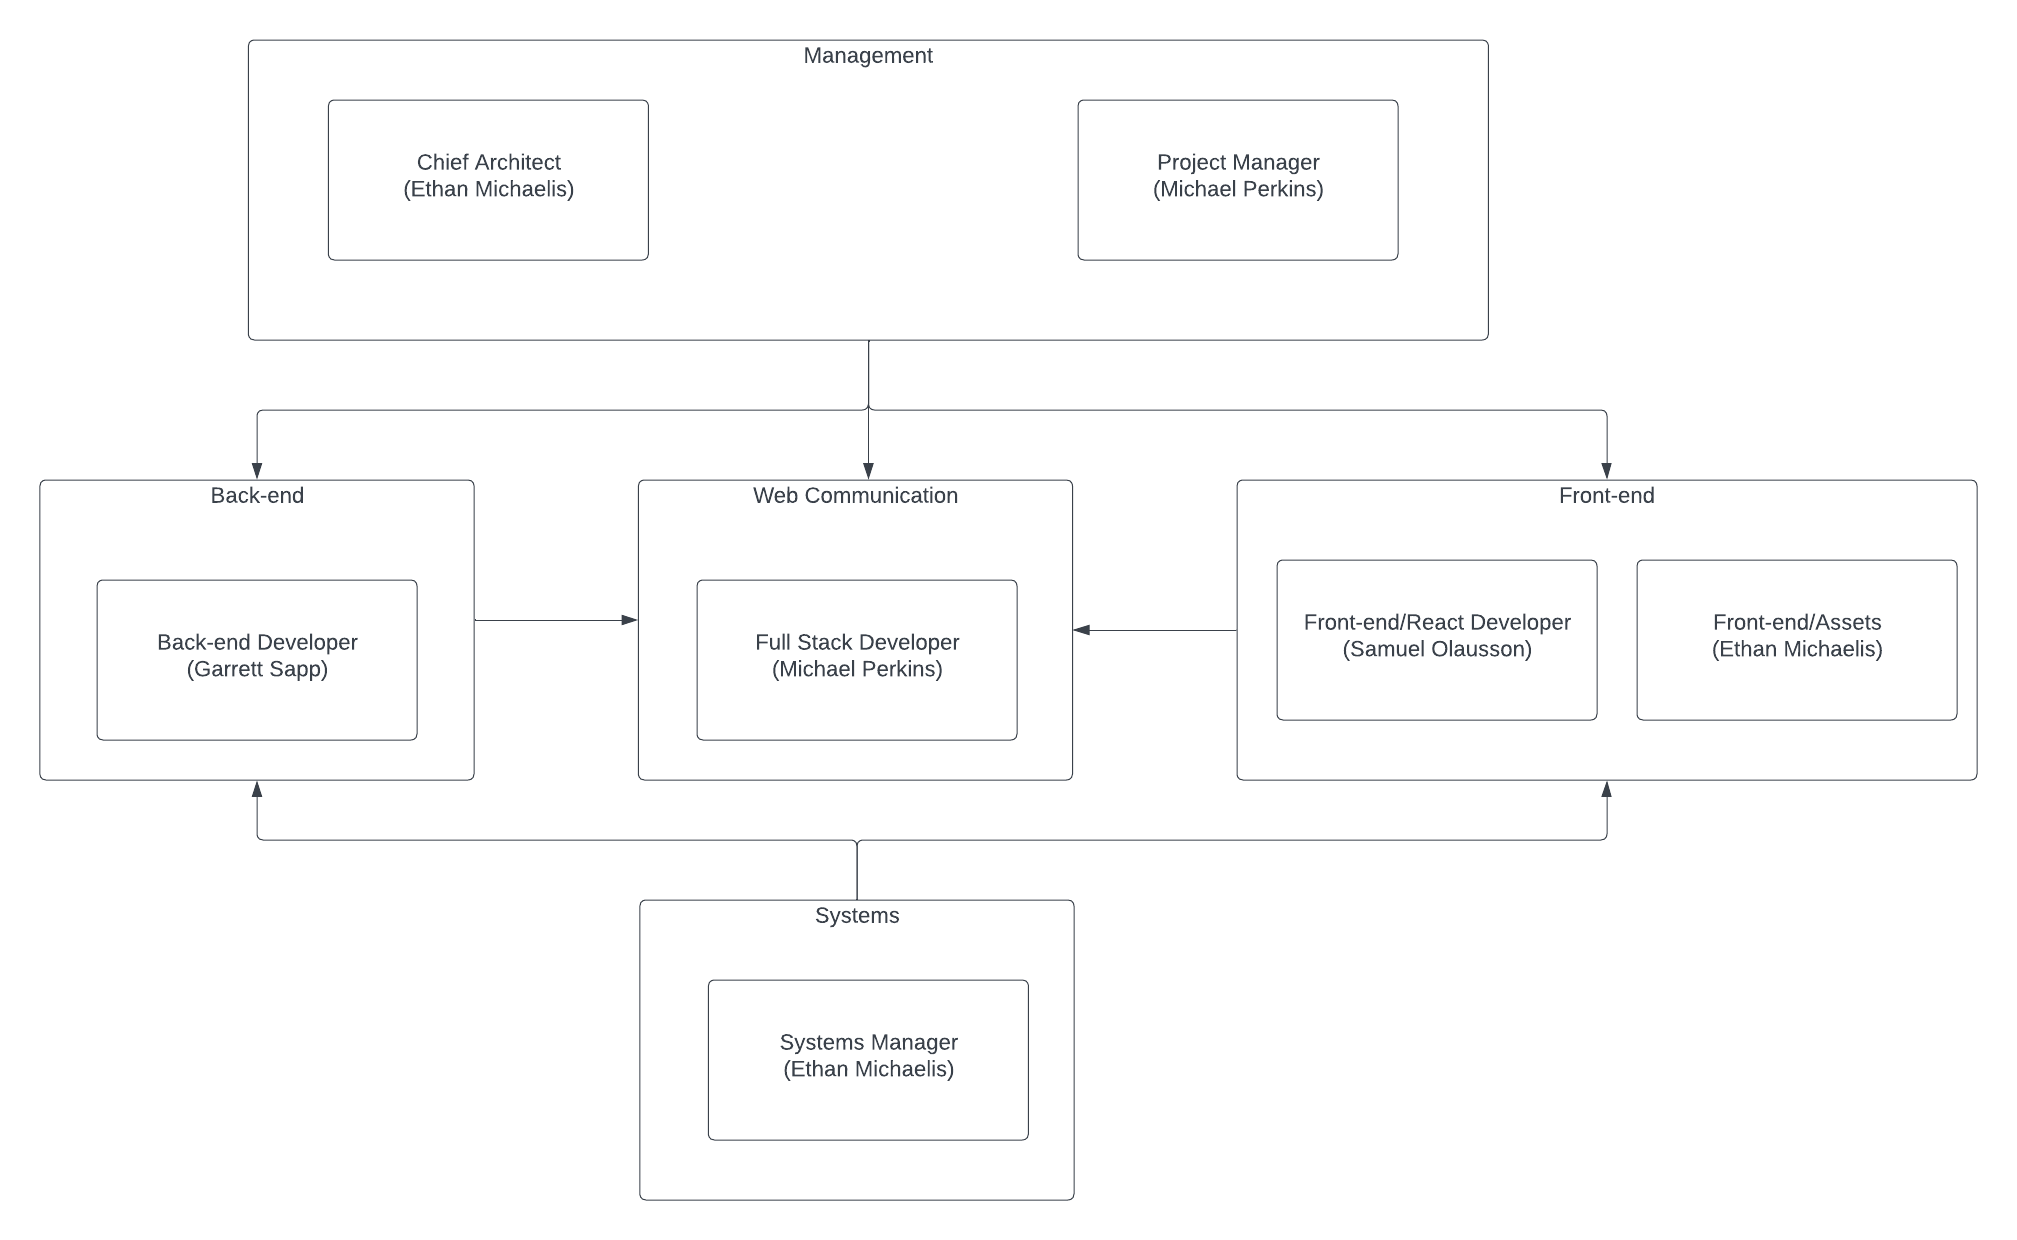 Management
Chief Architect
(Ethan Michaelis)
Project Manager
(Michael Perkins)
Back-end
Back-end Developer
(Garrett Sapp)
Web Communication
Full Stack Developer
(Michael Perkins)
Front-end
Front-end/React Developer
(Samuel Olausson)
Front-end/Assets
(Ethan Michaelis)
Systems
Systems Manager
(Ethan Michaelis)